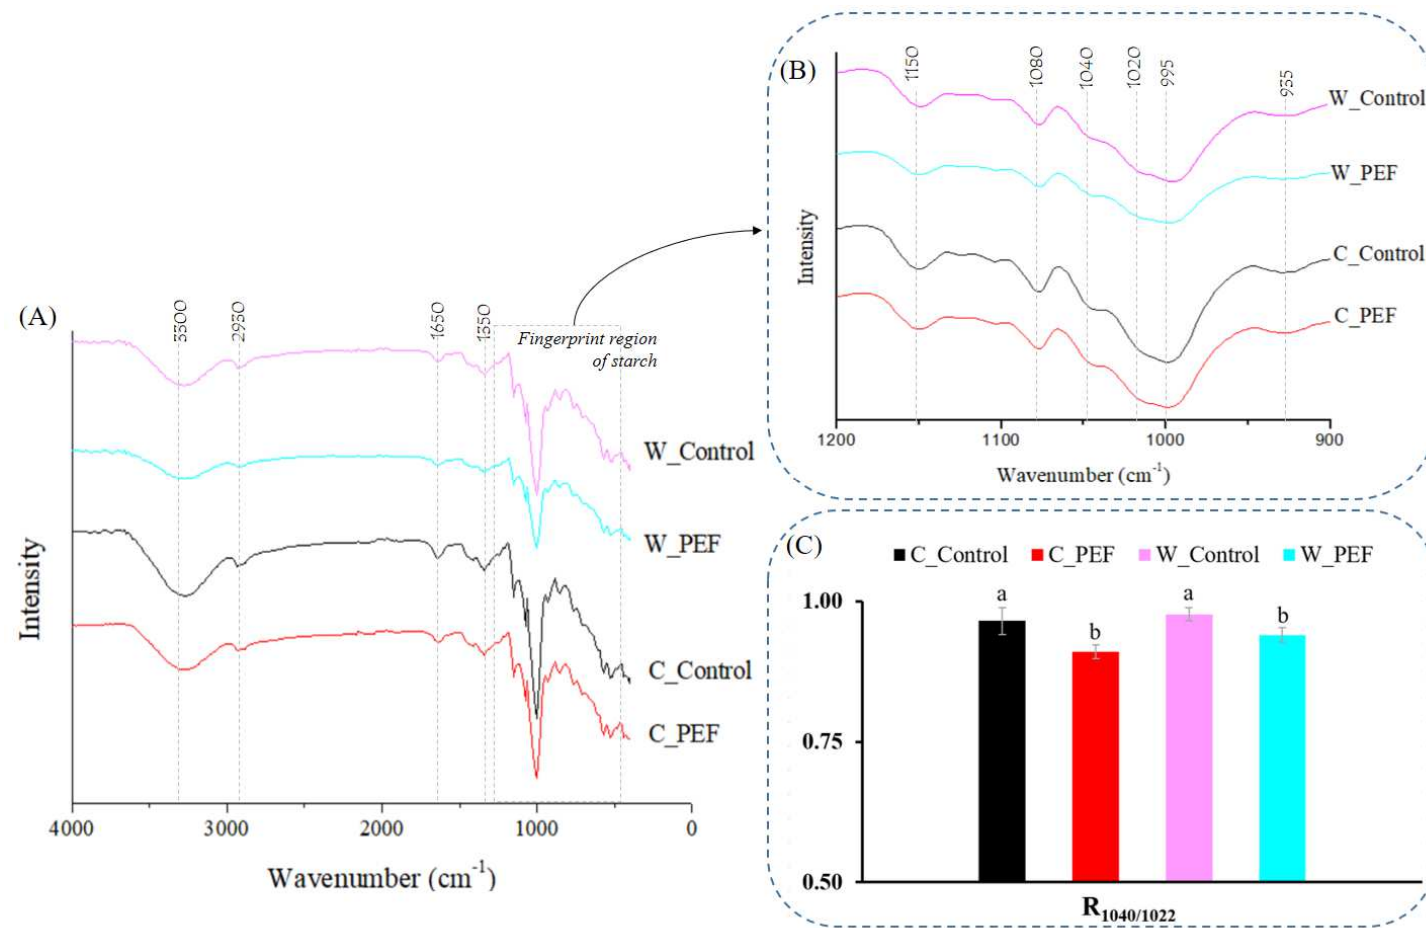 (A)
3300
2930
1650
1350
Fingerprint region
of starch
W_Control
W_PEF
C_Control
C_PEF
Intensity
4000
3000
2000
1000
0
Wavenumber (cm-1)
(B)
1150
1080
1040
1020
995
935
W_Control
W_PEF
C_Control
C_PEF
Intensity
1200
1100
1000
900
Wavenumber (cm-1)
(C)
C_Control C_PEF W_Control W_PEF
1.00
0.75
0.50
a
b
a
b
R1040/1022